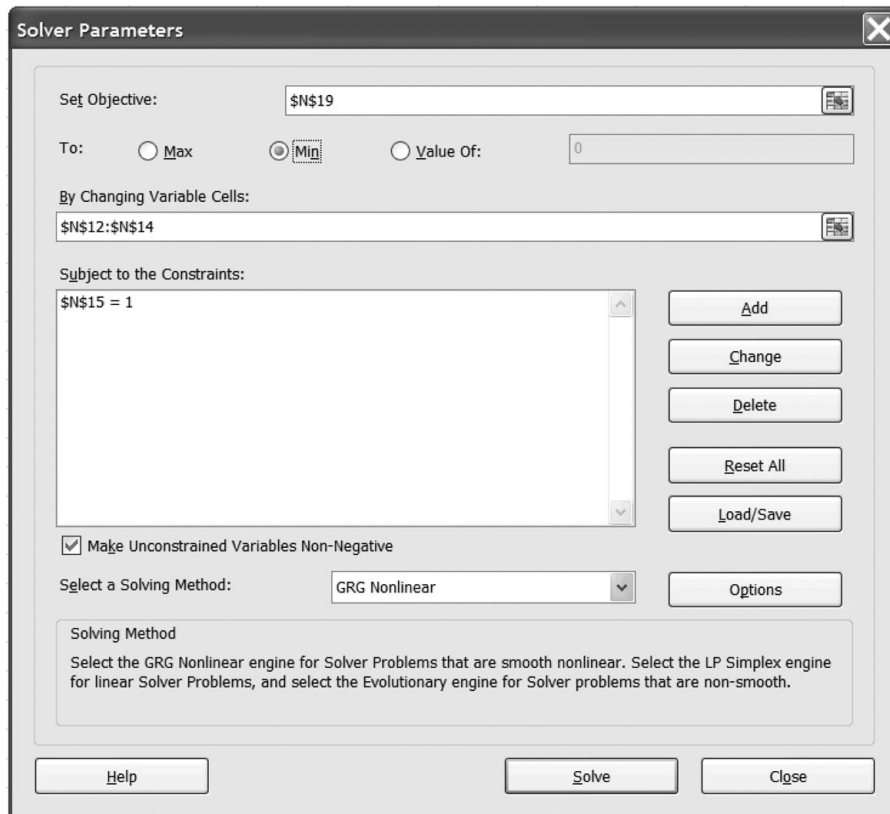 Solver Parameters
Set Objective: $N$19
To: Max Min Value Of: 0
By Changing Variable Cells:
$N$12:$N$14
Subject to the Constraints:
$N$15 = 1
Add
Change
Delete
Reset All
Load/Save
Make Unconstrained Variables Non-Negative
Select a Solving Method: GRG Nonlinear Options
Solving Method
Select the GRG Nonlinear engine for Solver Problems that are smooth nonlinear. Select the LP Simplex engine
for linear Solver Problems, and select the Evolutionary engine for Solver problems that are non-smooth.
Help Solve Close